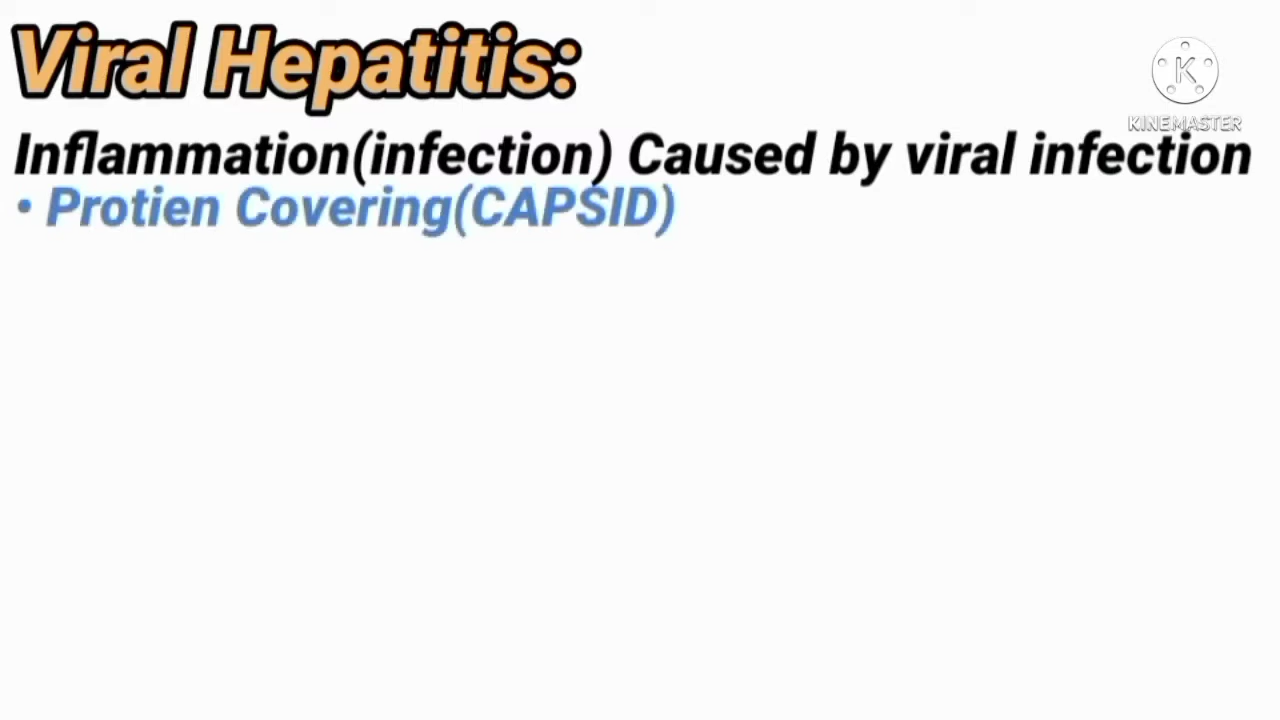 Viral Hepatitis:
K
KINEMASTER
Inflammation(infection) Caused by viral infection
• Protien Covering(CAPSID)